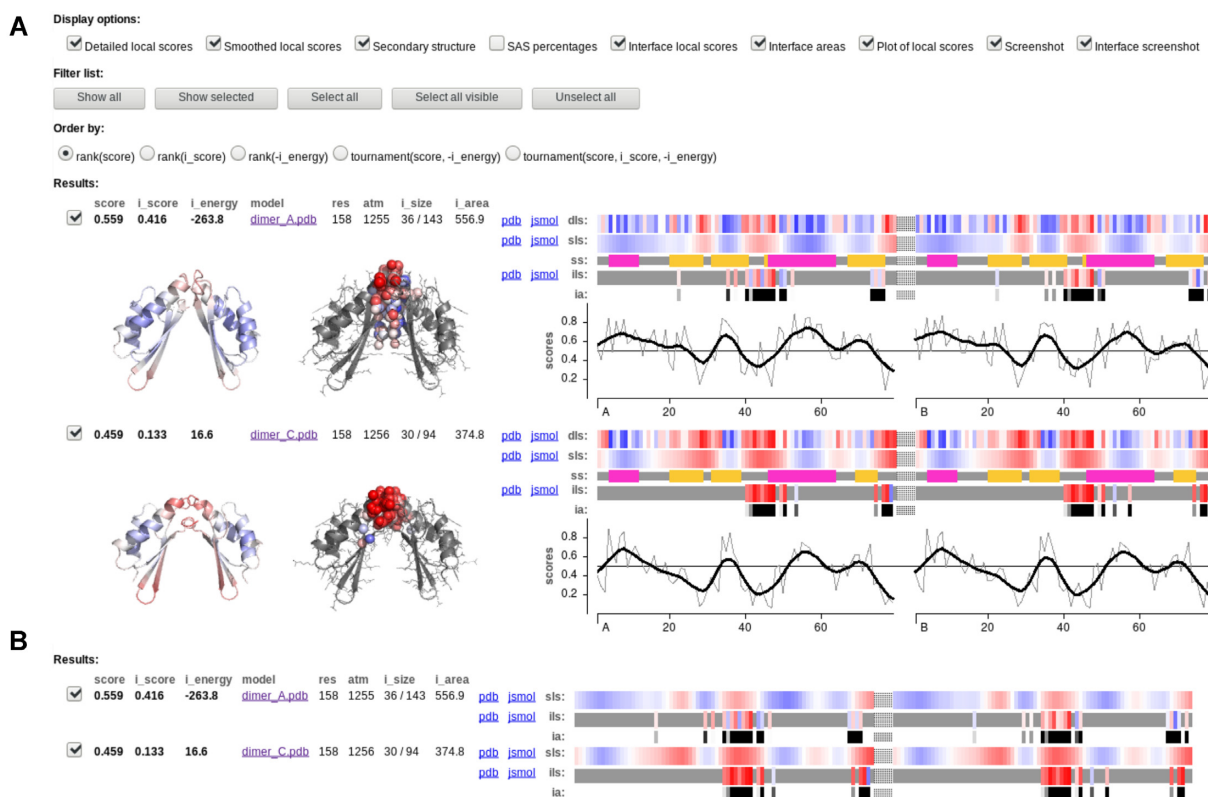 A
Display options:
Detailed local scores Smoothed local scores Secondary structure SAS percentages Interface local scores Interface areas Plot of local scores Screenshot Interface screenshot
Filter list:
Show all Show selected Select all Select all visible Unselect all
Order by:
rank(score) rank(i_score) rank(-i_energy) tournament(score, -i_energy) tournament(score, i_score, -i_energy)
Results:
score i_score i_energy model res atm i_size i_area
0.559 0.416 -263.8 dimer_A.pdb 158 1255 36 / 143 556.9 pdb jsmol dls:
pdb jsmol sls:
ss:
pdb jsmol ils:
ia:
0.8
0.6
0.4
0.2
scores
A 20 40 60 B 20 40 60
0.459 0.133 16.6 dimer_C.pdb 158 1256 30 / 94 374.8 pdb jsmol dls:
pdb jsmol sls:
ss:
pdb jsmol ils:
ia:
0.8
0.6
0.4
0.2
scores
A 20 40 60 B 20 40 60
B
Results:
score i_score i_energy model res atm i_size i_area
0.559 0.416 -263.8 dimer_A.pdb 158 1255 36 / 143 556.9 pdb jsmol sls:
pdb jsmol ils:
ia:
0.459 0.133 16.6 dimer_C.pdb 158 1256 30 / 94 374.8 pdb jsmol sls:
pdb jsmol ils:
ia: